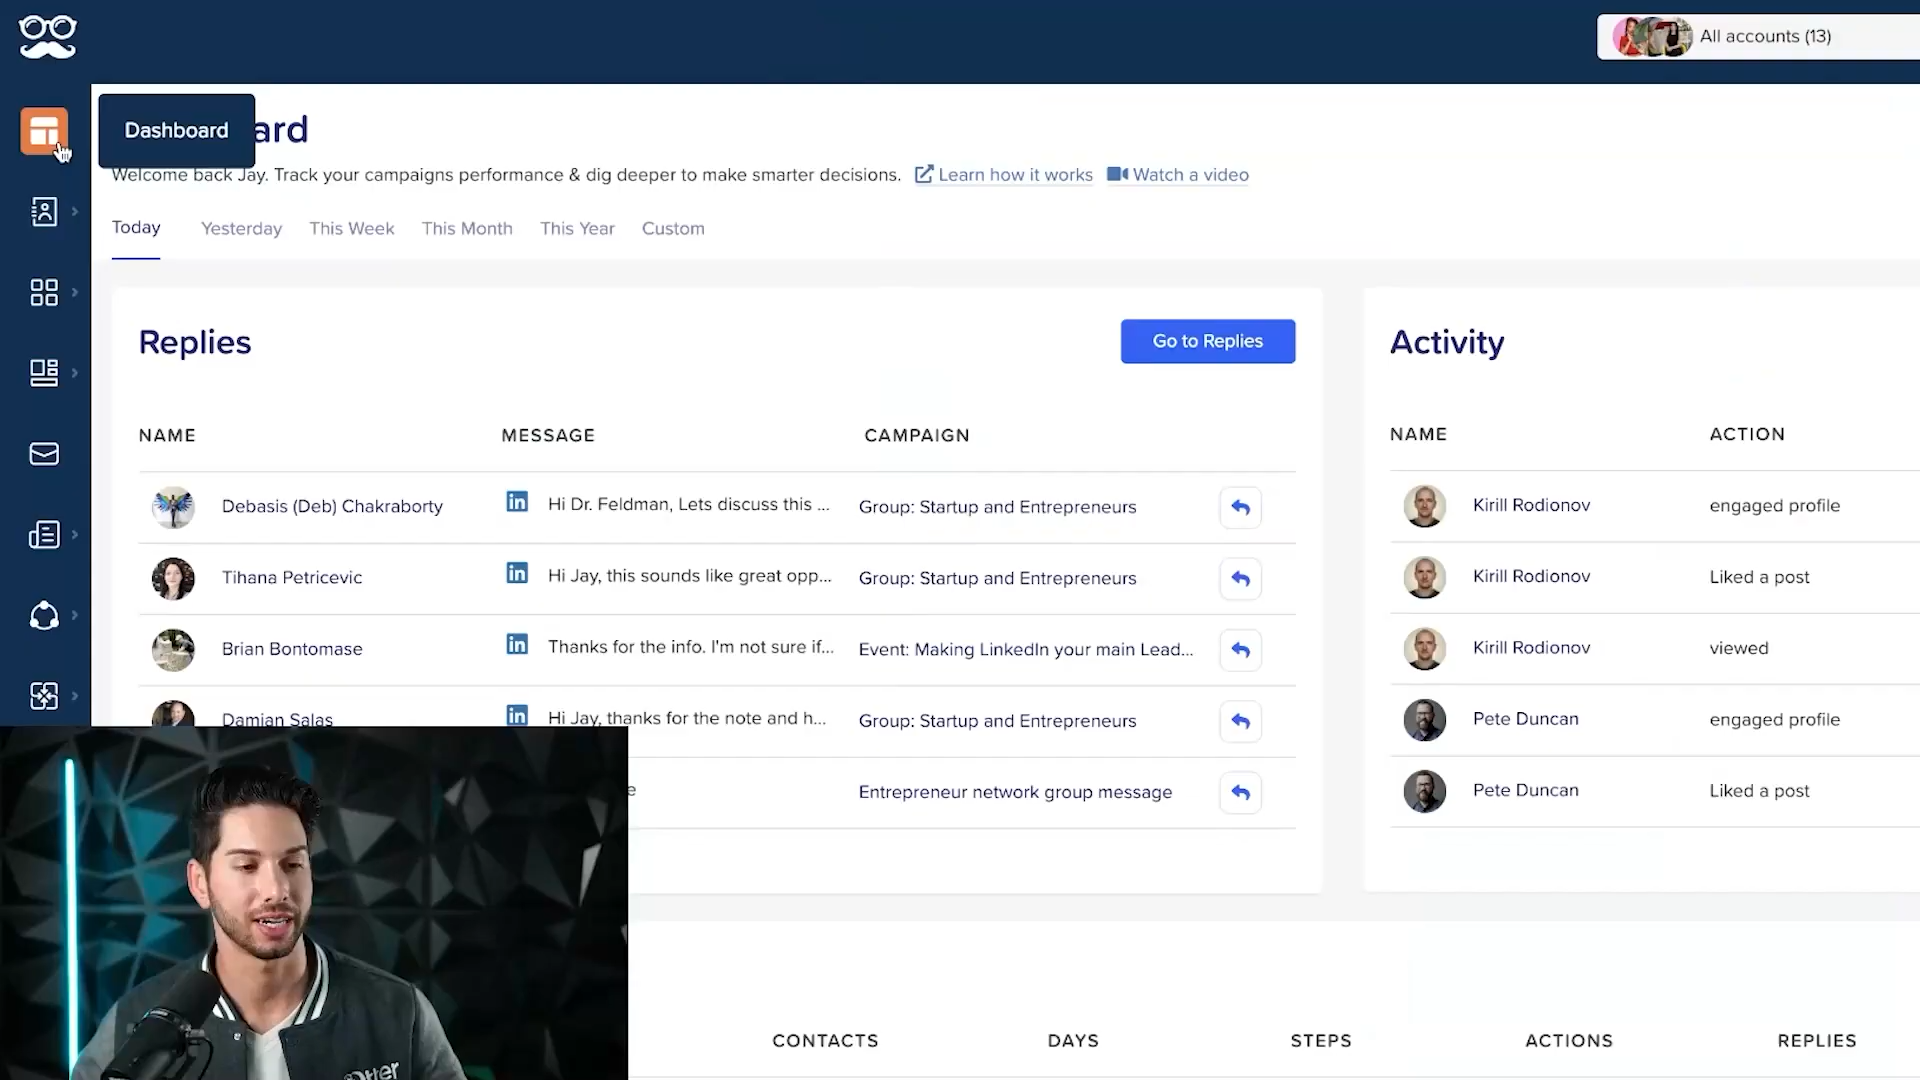 All accounts (13)
Dashboard
ard
Welcome back Jay. Track your campaigns performance & dig deeper to make smarter decisions. Learn how it works Watch a video
Today Yesterday This Week This Month This Year Custom
Replies
Go to Replies
NAME MESSAGE CAMPAIGN
Debasis (Deb) Chakraborty in Hi Dr. Feldman, Lets discuss this ... Group: Startup and Entrepreneurs
Tihana Petricevic in Hi Jay, this sounds like great opp... Group: Startup and Entrepreneurs
Brian Bontomase in Thanks for the info. I'm not sure if... Event: Making LinkedIn your main Lead...
Damian Salas in Hi Jay, thanks for the note and h... Group: Startup and Entrepreneurs
e Entrepreneur network group message
Activity
NAME ACTION
Kirill Rodionov engaged profile
Kirill Rodionov Liked a post
Kirill Rodionov viewed
Pete Duncan engaged profile
Pete Duncan Liked a post
CONTACTS DAYS STEPS ACTIONS REPLIES